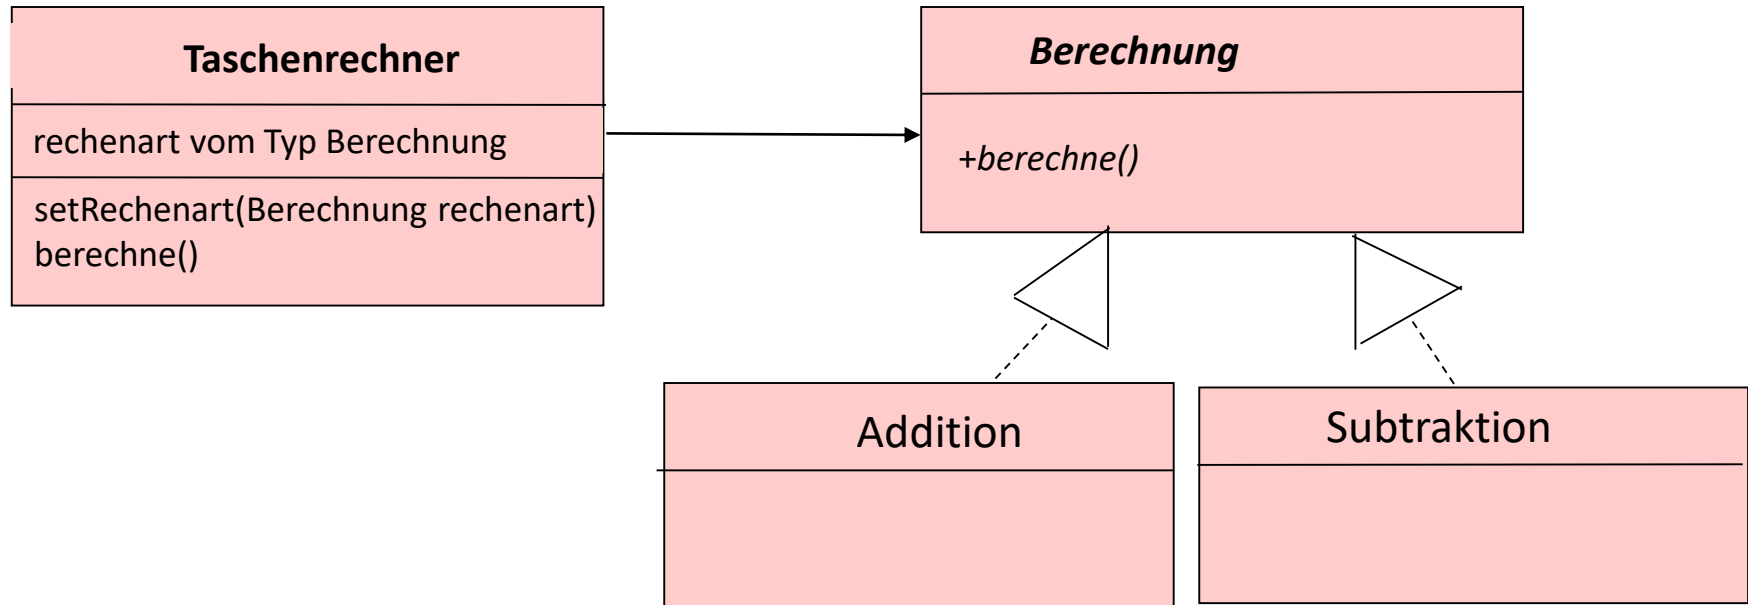 Taschenrechner
rechenart vom Typ Berechnung
setRechenart(Berechnung rechenart)
berechne()
Berechnung
+berechne()
Addition
Subtraktion